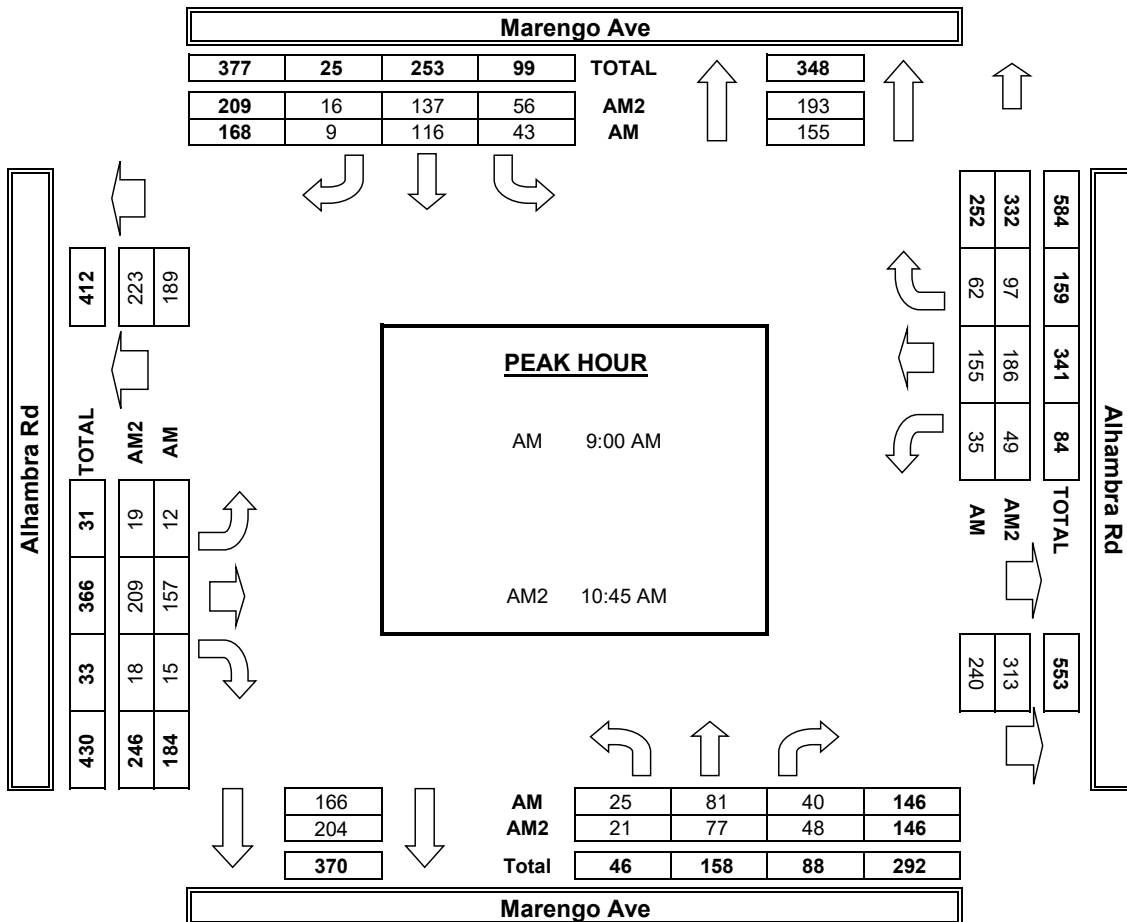 Marengo Ave
377 25 253 99 TOTAL 348
209 16 137 56 AM2 193
168 9 116 43 AM 155
Alhambra Rd
412 223 189
TOTAL AM2 AM
31 19 12
366 209 157
33 18 15
430 246 184
PEAK HOUR
AM 9:00 AM
AM2 10:45 AM
252 332 584
62 97 159
155 186 341
35 49 84
AM AM2 TOTAL
240 313 553
Alhambra Rd
166 AM 25 81 40 146
204 AM2 21 77 48 146
370 Total 46 158 88 292
Marengo Ave